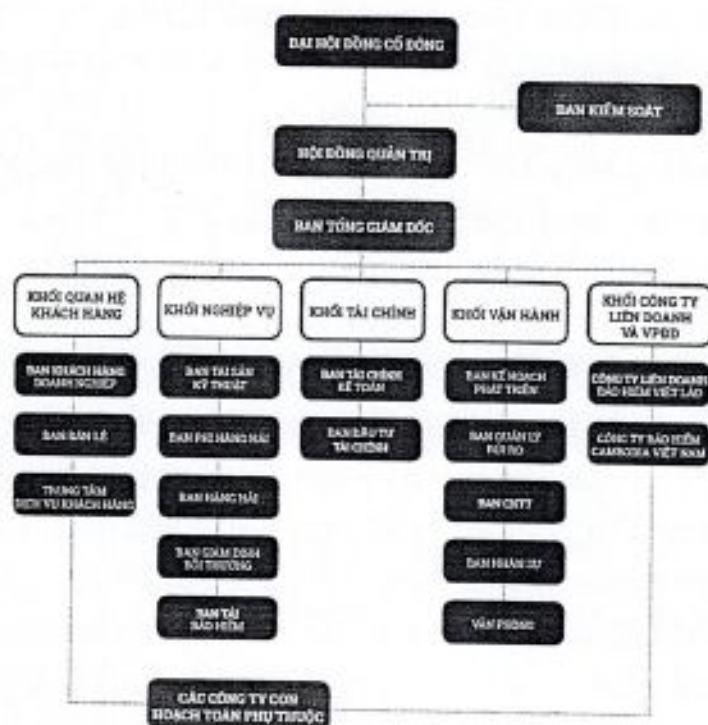 ĐẠI HỘI ĐỒNG CỔ ĐÔNG
BAN KIỂM SOÁT
HỘI ĐỒNG QUẢN TRỊ
BAN TỔNG GIÁM ĐỐC
KHỐI QUAN HỆ
KHÁCH HÀNG
KHỐI NGHIỆP VỤ
KHỐI TÀI CHÍNH
KHỐI VẬN HÀNH
KHỐI CÔNG TY
LIÊN DOANH
VÀ VPĐD
BAN KHÁCH HÀNG
DOANH NGHIỆP
BAN BÁN LẺ
TRUNG TÂM
DỊCH VỤ KHÁCH HÀNG
BAN TÀI SẢN
KỸ THUẬT
BAN PHI HÀNG HẢI
BAN HÀNG HẢI
BAN GIÁM ĐỊNH
BỒI THƯỜNG
BAN TÁI
BẢO HIỂM
BAN TÀI CHÍNH
KẾ TOÁN
BAN ĐẦU TƯ
TÀI CHÍNH
BAN KẾ HOẠCH
PHÁT TRIỂN
BAN QUẢN LÝ
RỦI RO
BAN CNTT
BAN NHÂN SỰ
VĂN PHÒNG
CÔNG TY LIÊN DOANH
BẢO HIỂM VIỆT LÀO
CÔNG TY BẢO HIỂM
CAMBODIA VIỆT NAM
CÁC CÔNG TY CON
HOẠCH TOÁN PHỤ THUỘC